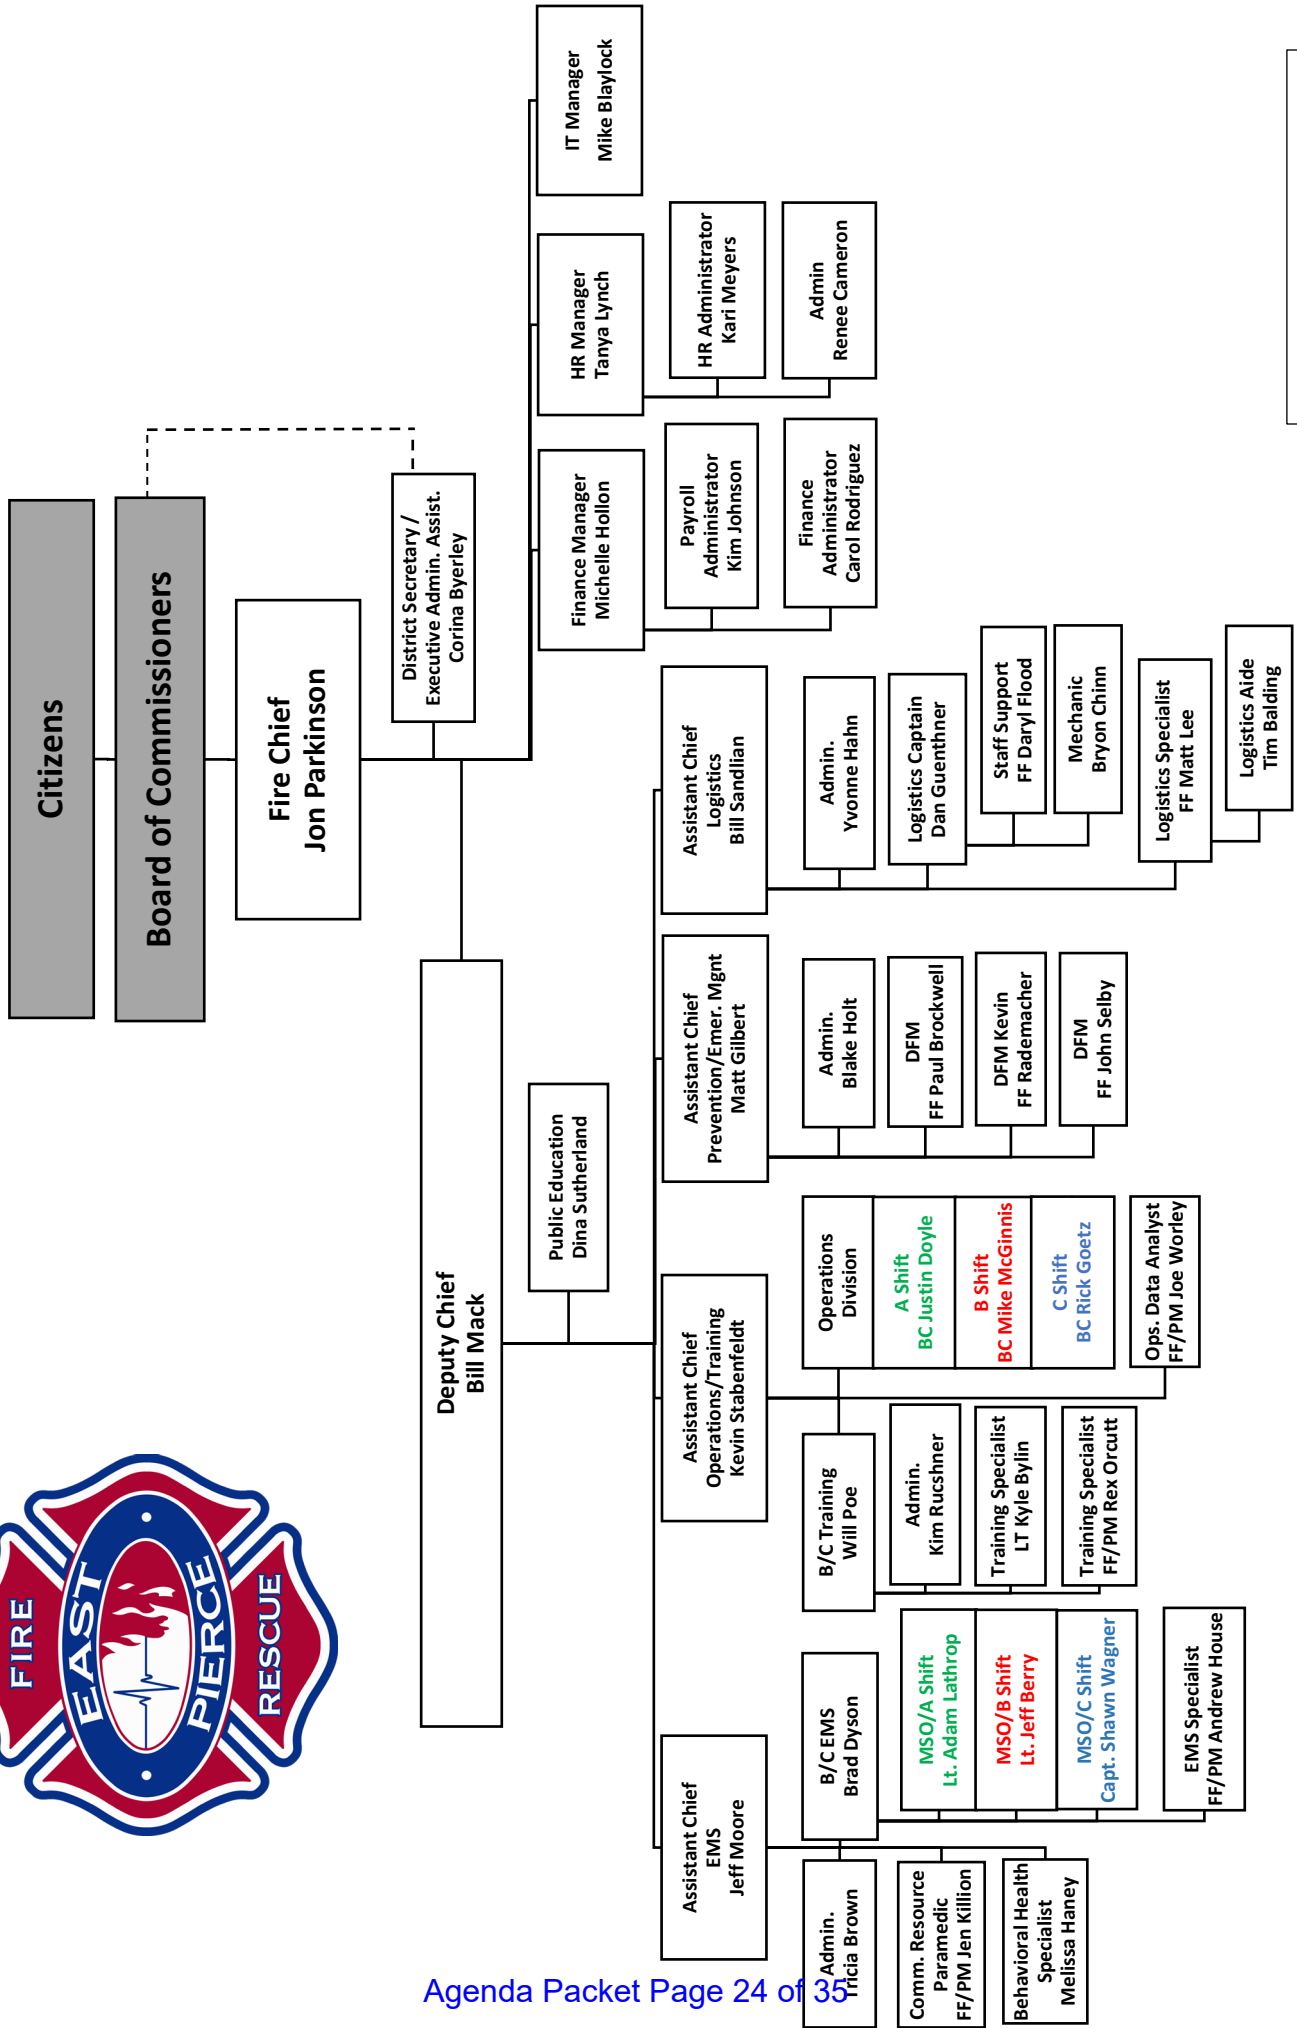 FIRE
EAST
PIERCE
RESCUE
Citizens
Board of Commissioners
Fire Chief
Jon Parkinson
District Secretary /
Executive Admin. Assist.
Corina Byerley
Deputy Chief
Bill Mack
Public Education
Dina Sutherland
Finance Manager
Michelle Hollon
Payroll
Administrator
Kim Johnson
Finance
Administrator
Carol Rodriguez
HR Manager
Tanya Lynch
HR Administrator
Kari Meyers
Admin
Renee Cameron
IT Manager
Mike Blaylock
Assistant Chief
EMS
Jeff Moore
Admin.
Tricia Brown
Comm. Resource
Paramedic
FF/PM Jen Killion
Behavioral Health
Specialist
Melissa Haney
B/C EMS
Brad Dyson
MSO/A Shift
Lt. Adam Lathrop
MSO/B Shift
Lt. Jeff Berry
MSO/C Shift
Capt. Shawn Wagner
EMS Specialist
FF/PM Andrew House
Assistant Chief
Operations/Training
Kevin Stabenfeldt
B/C Training
Will Poe
Admin.
Kim Rucshner
Training Specialist
LT Kyle Bylin
Training Specialist
FF/PM Rex Orcutt
Operations
Division
A Shift
BC Justin Doyle
B Shift
BC Mike McGinnis
C Shift
BC Rick Goetz
Ops. Data Analyst
FF/PM Joe Worley
Assistant Chief
Prevention/Emer. Mgnt
Matt Gilbert
Admin.
Blake Holt
DFM
FF Paul Brockwell
DFM Kevin
FF Rademacher
DFM
FF John Selby
Assistant Chief
Logistics
Bill Sandlian
Admin.
Yvonne Hahn
Logistics Captain
Dan Guenthner
Staff Support
FF Daryl Flood
Mechanic
Bryon Chinn
Logistics Specialist
FF Matt Lee
Logistics Aide
Tim Balding
Agenda Packet Page 24 of 35